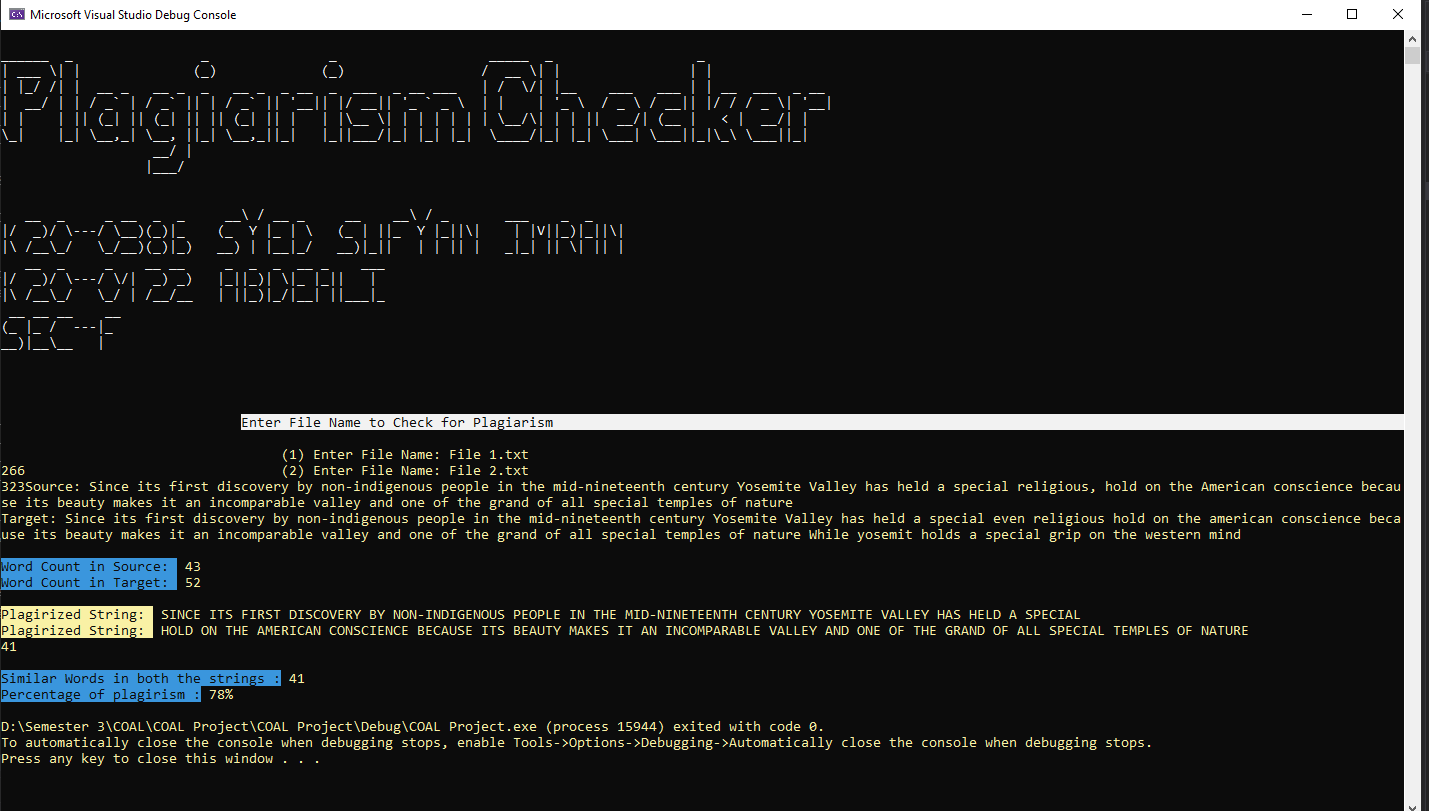 Plagiarism Checker
K20-0386 SYED SUFYAN IMRAN
K20-0122 ABDEALI
SEC-F
Enter File Name to Check for Plagiarism
(1) Enter File Name: File 1.txt
266 (2) Enter File Name: File 2.txt
323Source: Since its first discovery by non-indigenous people in the mid-nineteenth century Yosemite Valley has held a special religious, hold on the American conscience becau
se its beauty makes it an incomparable valley and one of the grand of all special temples of nature
Target: Since its first discovery by non-indigenous people in the mid-nineteenth century Yosemite Valley has held a special even religious hold on the american conscience beca
use its beauty makes it an incomparable valley and one of the grand of all special temples of nature While yosemit holds a special grip on the western mind
Word Count in Source: 43
Word Count in Target: 52
Plagirized String: SINCE ITS FIRST DISCOVERY BY NON-INDIGENOUS PEOPLE IN THE MID-NINETEENTH CENTURY YOSEMITE VALLEY HAS HELD A SPECIAL
Plagirized String: HOLD ON THE AMERICAN CONSCIENCE BECAUSE ITS BEAUTY MAKES IT AN INCOMPARABLE VALLEY AND ONE OF THE GRAND OF ALL SPECIAL TEMPLES OF NATURE
41
Similar Words in both the strings : 41
Percentage of plagirism : 78%
D:\Semester 3\COAL\COAL Project\COAL Project\Debug\COAL Project.exe (process 15944) exited with code 0.
To automatically close the console when debugging stops, enable Tools->Options->Debugging->Automatically close the console when debugging stops.
Press any key to close this window . . .
Microsoft Visual Studio Debug Console